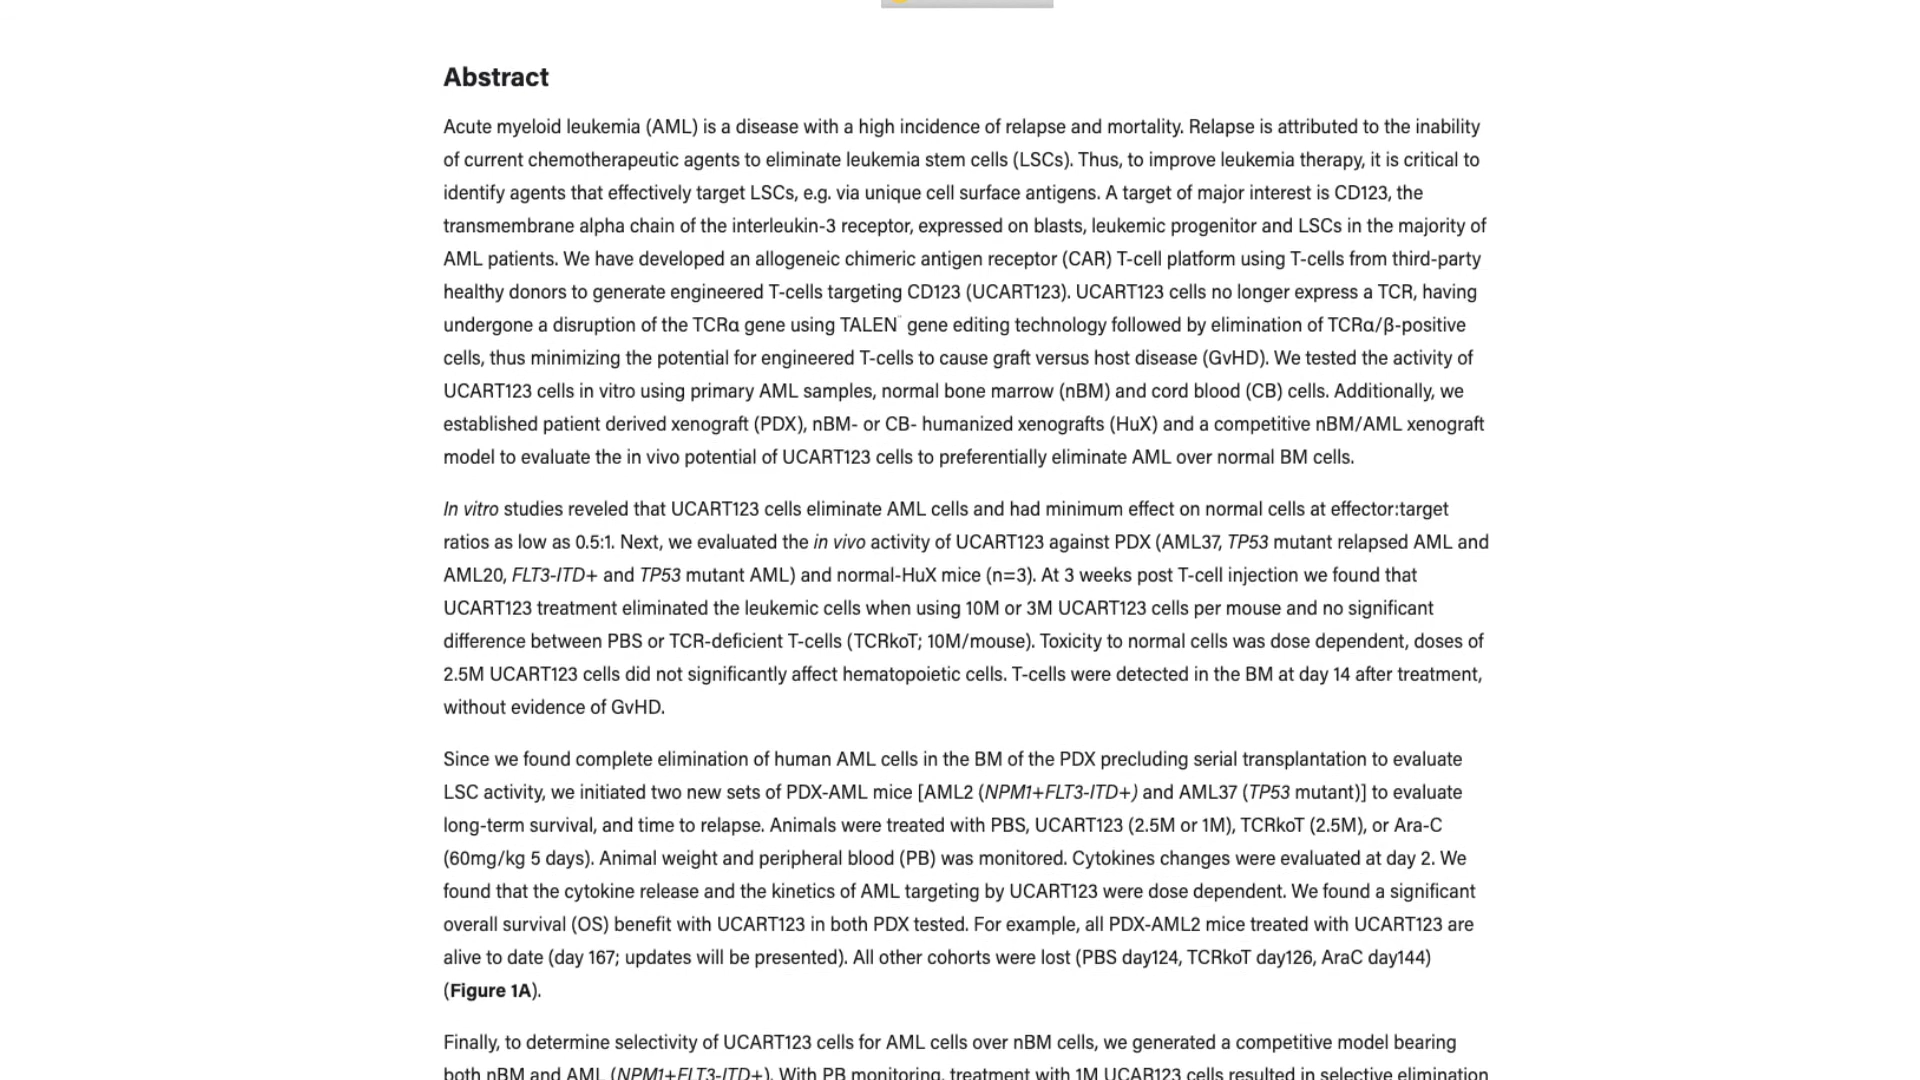 Abstract
Acute myeloid leukemia (AML) is a disease with a high incidence of relapse and mortality. Relapse is attributed to the inability
of current chemotherapeutic agents to eliminate leukemia stem cells (LSCs). Thus, to improve leukemia therapy, it is critical to
identify agents that effectively target LSCs, e.g. via unique cell surface antigens. A target of major interest is CD123, the
transmembrane alpha chain of the interleukin-3 receptor, expressed on blasts, leukemic progenitor and LSCs in the majority of
AML patients. We have developed an allogeneic chimeric antigen receptor (CAR) T-cell platform using T-cells from third-party
healthy donors to generate engineered T-cells targeting CD123 (UCART123). UCART123 cells no longer express a TCR, having
undergone a disruption of the TCRα gene using TALEN¨ gene editing technology followed by elimination of TCRα/β-positive
cells, thus minimizing the potential for engineered T-cells to cause graft versus host disease (GvHD). We tested the activity of
UCART123 cells in vitro using primary AML samples, normal bone marrow (nBM) and cord blood (CB) cells. Additionally, we
established patient derived xenograft (PDX), nBM- or CB- humanized xenografts (HuX) and a competitive nBM/AML xenograft
model to evaluate the in vivo potential of UCART123 cells to preferentially eliminate AML over normal BM cells.
In vitro studies reveled that UCART123 cells eliminate AML cells and had minimum effect on normal cells at effector:target
ratios as low as 0.5:1. Next, we evaluated the in vivo activity of UCART123 against PDX (AML37, TP53 mutant relapsed AML and
AML20, FLT3-ITD+ and TP53 mutant AML) and normal-HuX mice (n=3). At 3 weeks post T-cell injection we found that
UCART123 treatment eliminated the leukemic cells when using 10M or 3M UCART123 cells per mouse and no significant
difference between PBS or TCR-deficient T-cells (TCRkoT; 10M/mouse). Toxicity to normal cells was dose dependent, doses of
2.5M UCART123 cells did not significantly affect hematopoietic cells. T-cells were detected in the BM at day 14 after treatment,
without evidence of GvHD.
Since we found complete elimination of human AML cells in the BM of the PDX precluding serial transplantation to evaluate
LSC activity, we initiated two new sets of PDX-AML mice [AML2 (NPM1+FLT3-ITD+) and AML37 (TP53 mutant)] to evaluate
long-term survival, and time to relapse. Animals were treated with PBS, UCART123 (2.5M or 1M), TCRkoT (2.5M), or Ara-C
(60mg/kg 5 days). Animal weight and peripheral blood (PB) was monitored. Cytokines changes were evaluated at day 2. We
found that the cytokine release and the kinetics of AML targeting by UCART123 were dose dependent. We found a significant
overall survival (OS) benefit with UCART123 in both PDX tested. For example, all PDX-AML2 mice treated with UCART123 are
alive to date (day 167; updates will be presented). All other cohorts were lost (PBS day124, TCRkoT day126, AraC day144)
(Figure 1A).
Finally, to determine selectivity of UCART123 cells for AML cells over nBM cells, we generated a competitive model bearing
both nBM and AML (NPM1+FLT3-ITD+). With PB monitoring, treatment with 1M UCAR123 cells resulted in selective elimination